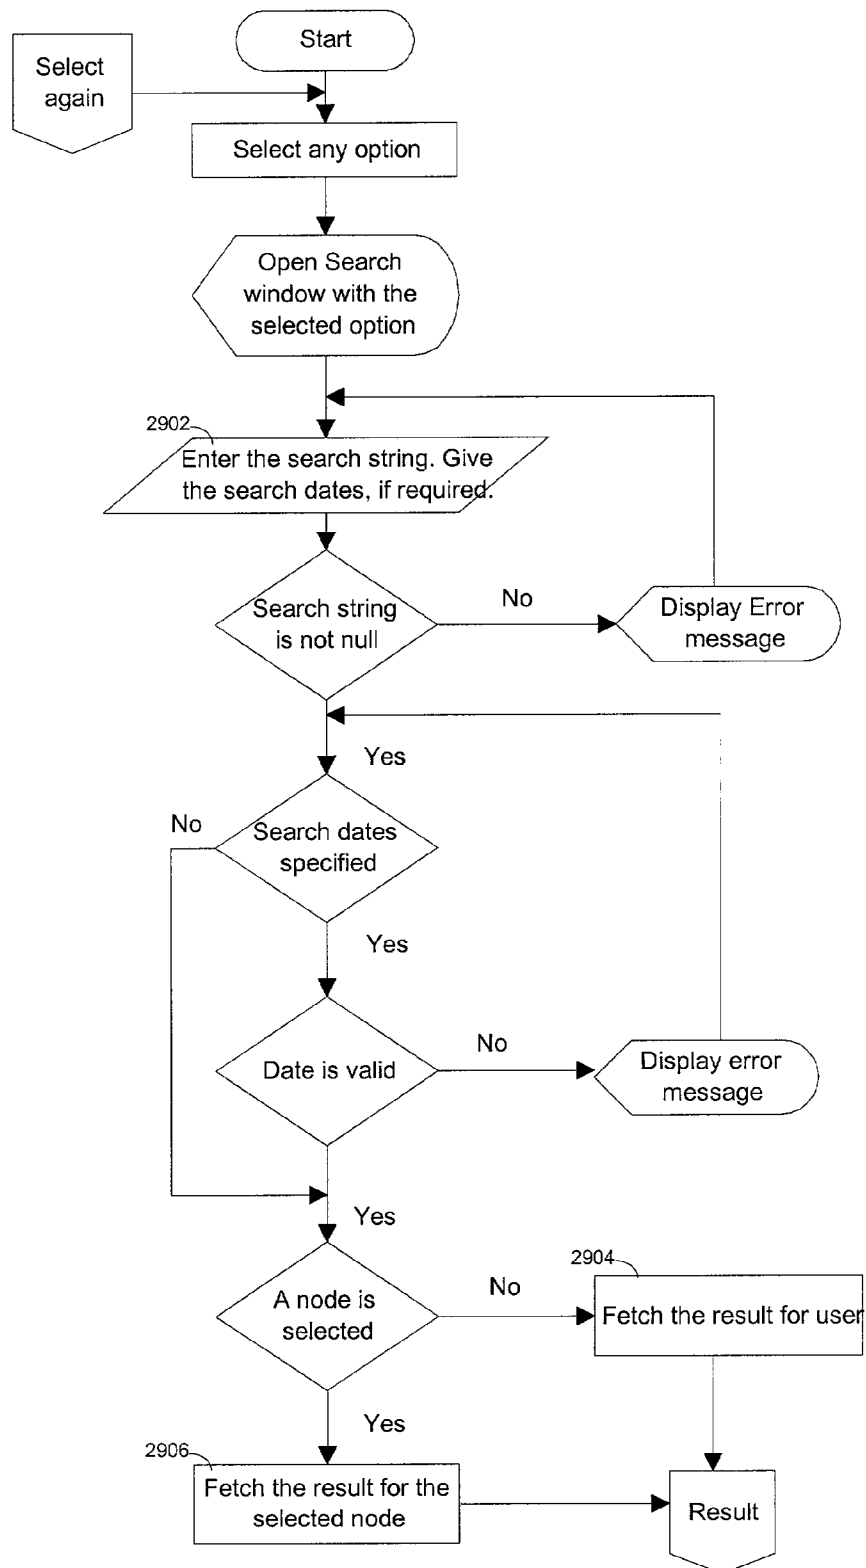 Start
Select
again
Select any option
Open Search
window with the
selected option
2902
Enter the search string. Give
the search dates, if required.
Search string
is not null
No
Display Error
message
Yes
No
Search dates
specified
Yes
Date is valid
No
Display error
message
Yes
A node is
selected
No
2904
Fetch the result for user
Yes
2906
Fetch the result for the
selected node
Result